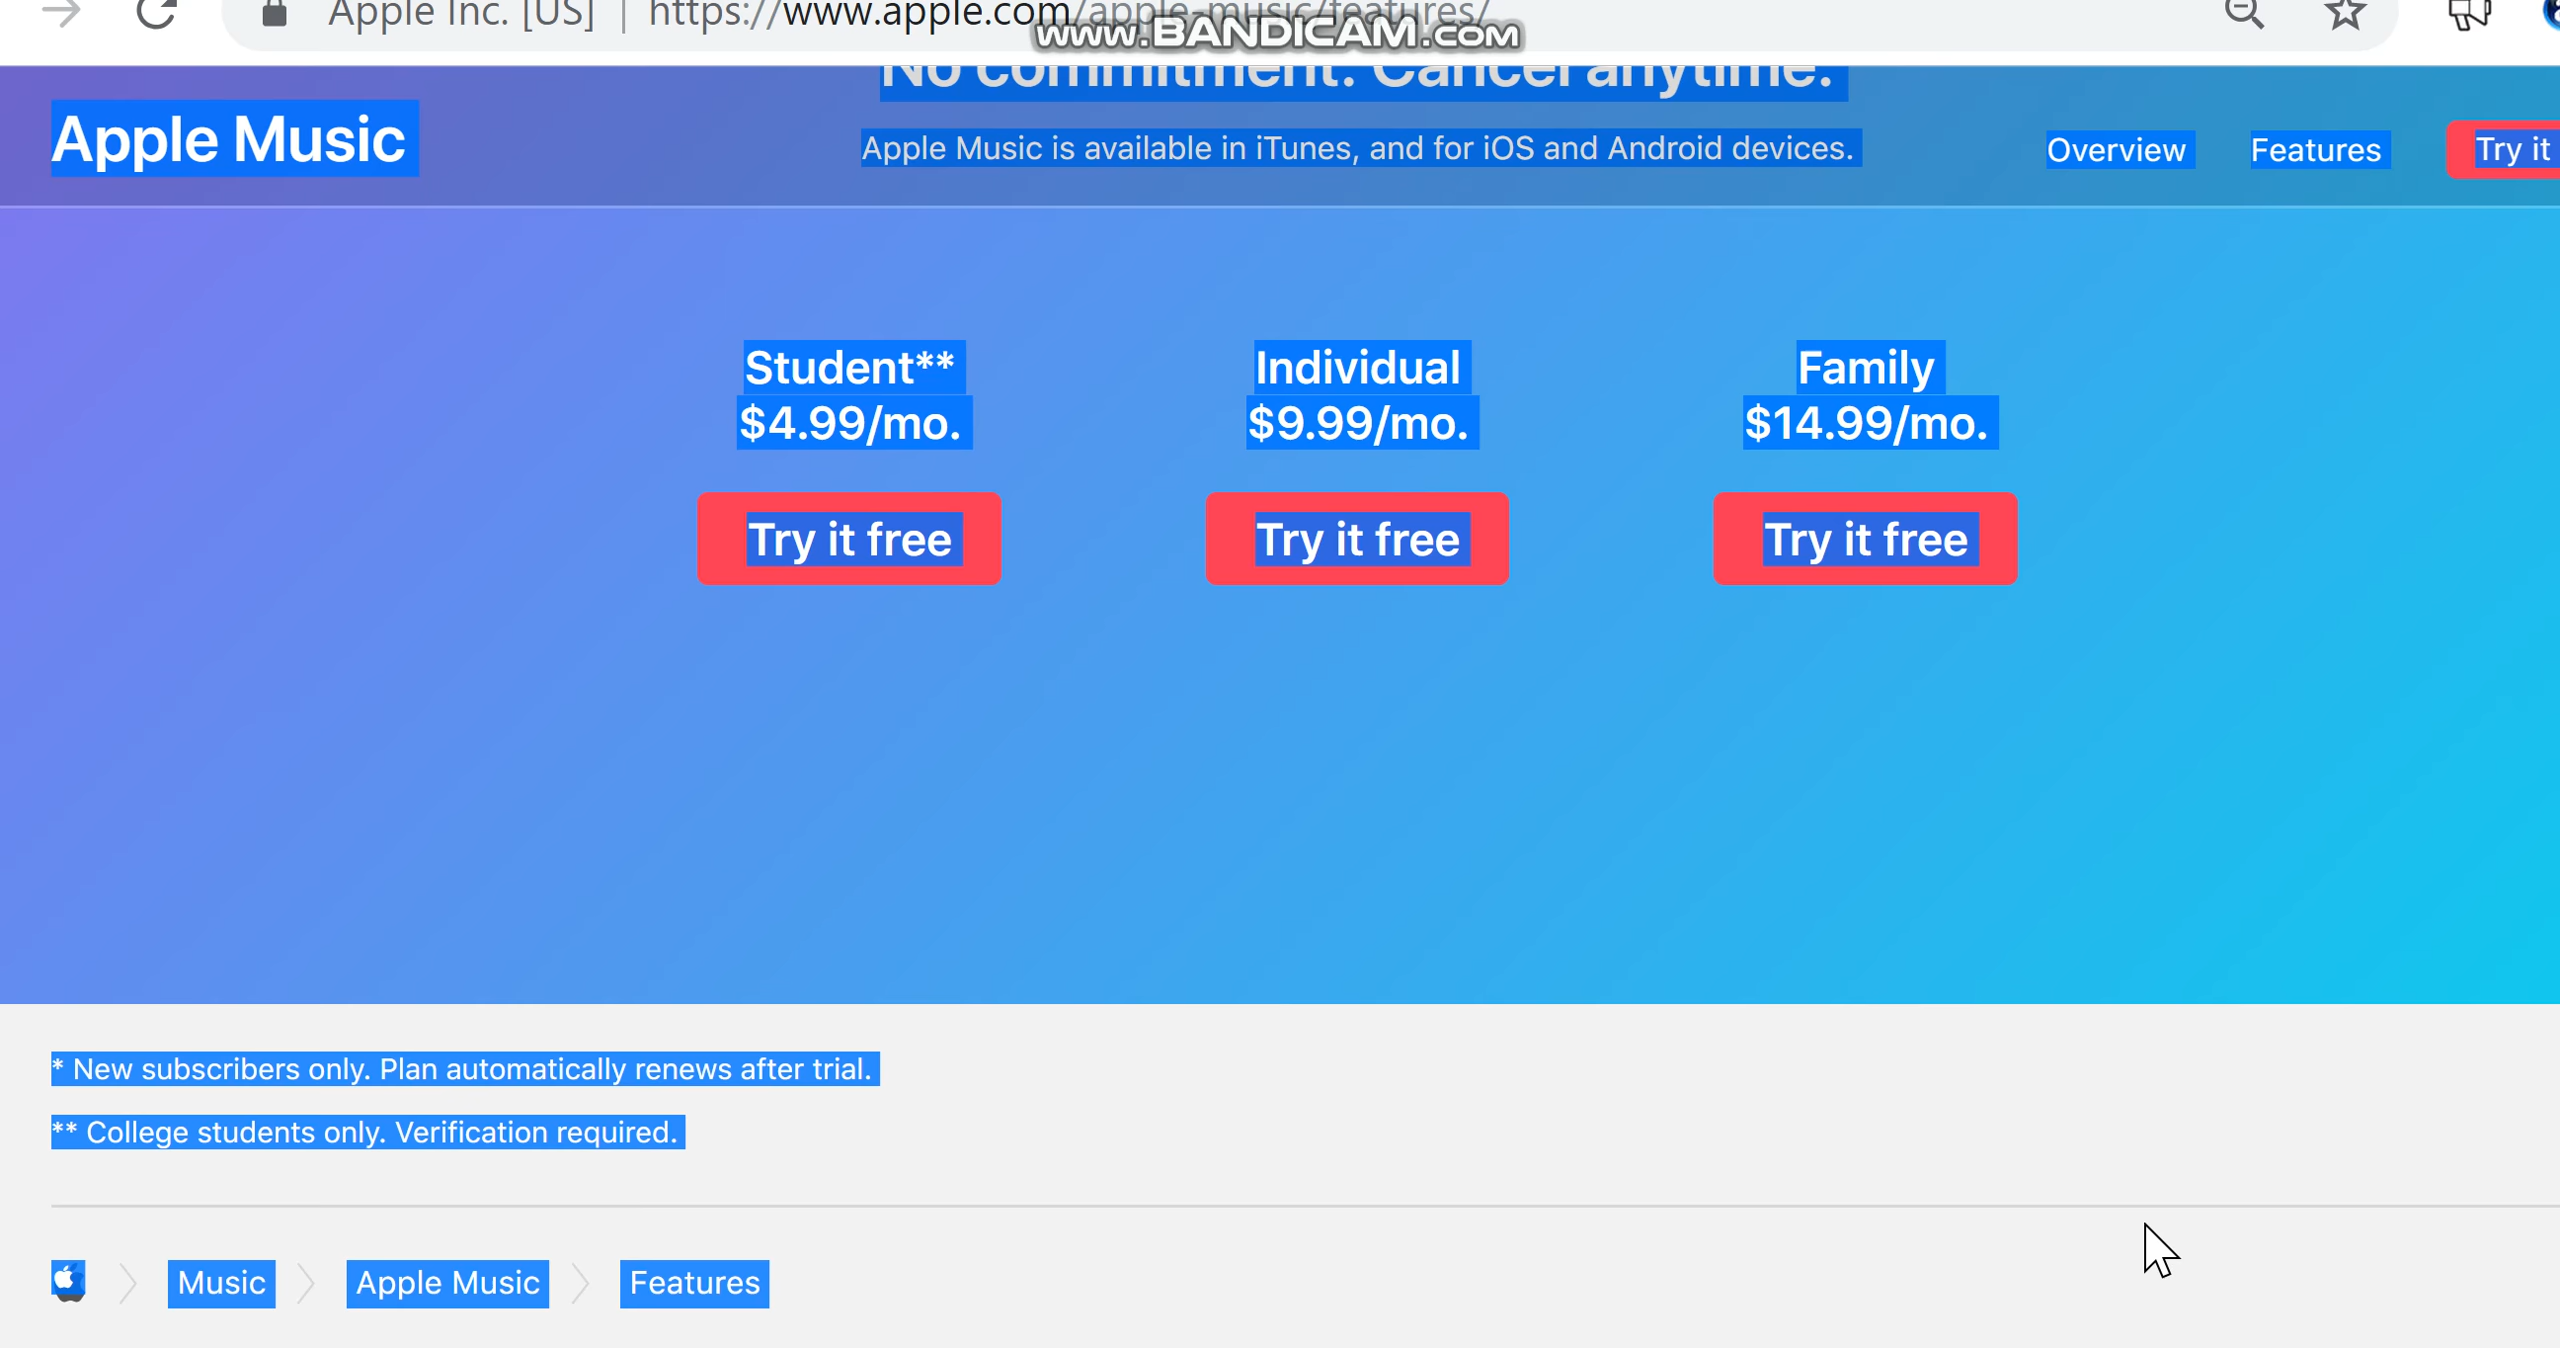 Apple Inc. [US] | https://www.apple.com/apple-music/features/
www.BANDICAM.com
No commitment. Cancel anytime.
Apple Music
Apple Music is available in iTunes, and for iOS and Android devices.
Overview
Features
Try it
Student**
$4.99/mo.
Try it free
Individual
$9.99/mo.
Try it free
Family
$14.99/mo.
Try it free
* New subscribers only. Plan automatically renews after trial.
** College students only. Verification required.
Music
Apple Music
Features